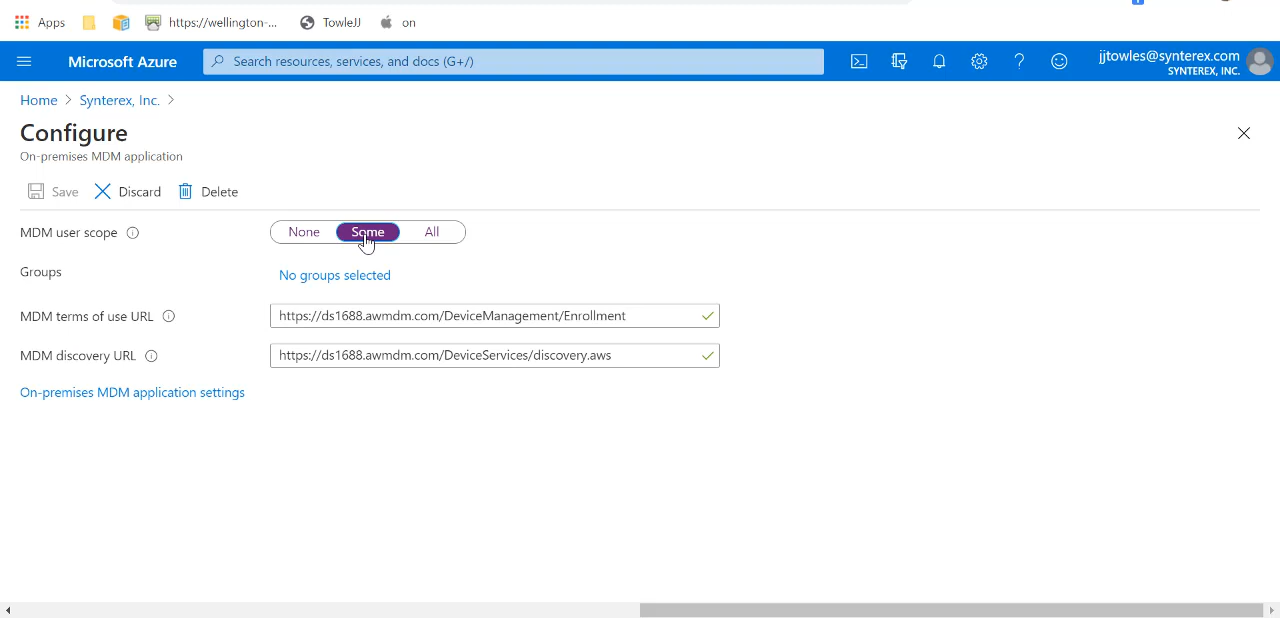 Apps https://wellington-... TowleJJ on
Microsoft Azure Search resources, services, and docs (G+/) jjtowles@synterex.com
SYNTEREX, INC.
Home > Synterex, Inc. >
Configure
On-premises MDM application
Save Discard Delete
MDM user scope None Some All
Groups No groups selected
MDM terms of use URL https://ds1688.awmdm.com/DeviceManagement/Enrollment
MDM discovery URL https://ds1688.awmdm.com/DeviceServices/discovery.aws
On-premises MDM application settings